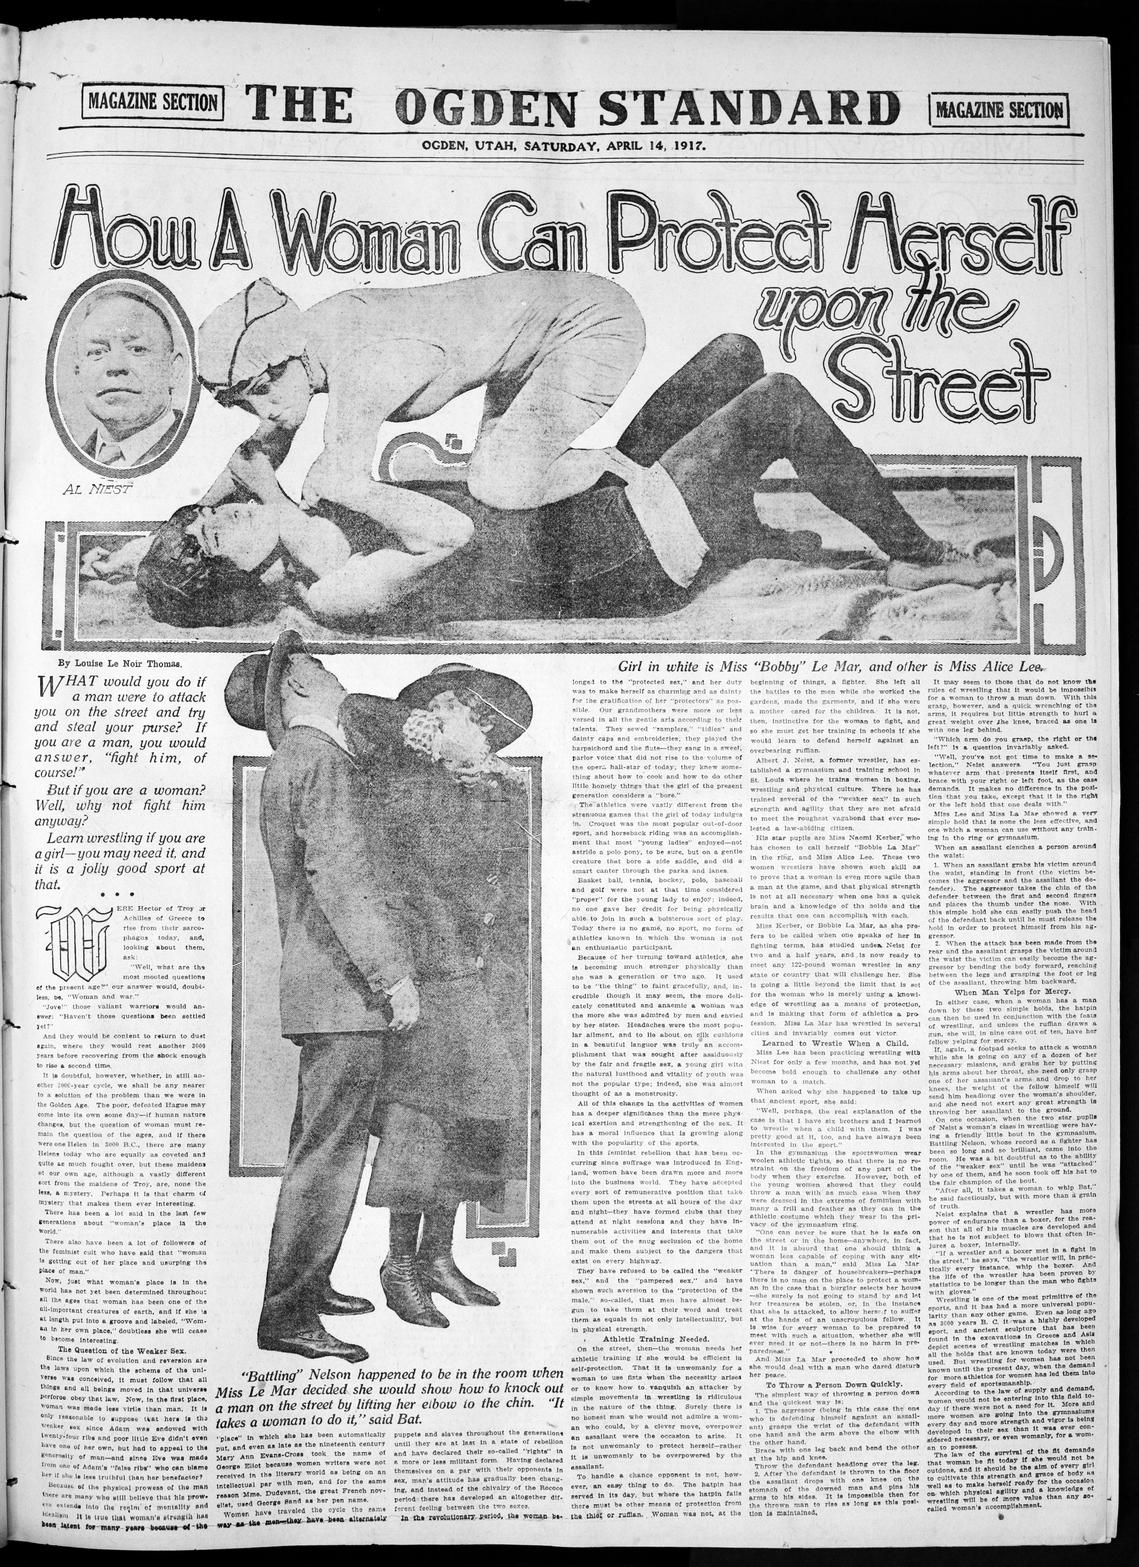 MAGAZINE SECTION
THE OGDEN STANDARD
MAGAZINE SECTION
OGDEN, UTAH, SATURDAY, APRIL 14, 1917.
How A Woman Can Protect Herself
upon the
Street
AL NIEST
Girl in white is Miss "Bobby" Le Mar, and other is Miss Alice Lee.
By Louise Le Noir Thomas.
WHAT would you do if
a man were to attack
you on the street and try
and steal your purse? If
you are a man, you would
answer, "fight him, of
course!"
But if you are a woman?
Well, why not fight him
anyway?
Learn wrestling if you are
a girl—you may need it, and
it is a jolly good sport at
that.
* * *
WERE Hector of Troy or
Achilles of Greece to
rise from their sarco-
phagus today, and,
looking about them,
ask:
"Well, what are the
most mooted questions
of the present age?" our answer would, doubt-
less, be, "Woman and war."
"Jove!" those valiant warriors would an-
swer: "Haven't those questions been settled
yet?"
And they would be content to return to dust
again, where they would rest another 2000
years before recovering from the shock enough
to rise a second time.
It is doubtful, however, whether, in still an-
other 2000-year cycle, we shall be any nearer
to a solution of the problem than we were in
the Golden Age. The poor, defeated Hague may
come into its own some day—if human nature
changes, but the question of woman must re-
main the question of the ages, and if there
were one Helen in 3000 B.C., there are many
Helens today who are equally as coveted and
quite as much fought over, but these maidens
of our own age, although a vastly different
sort from the maidens of Troy, are, none the
less, a mystery. Perhaps it is that charm of
mystery that makes them ever interesting.
There has been a lot said in the last few
generations about "woman's place is the
world."
There also have been a lot of followers of
the feminist cult who have said that "woman
is getting out of her place and usurping the
place of man."
Now, just what woman's place is in the
world has not yet been determined throughout
all the ages that woman has been one of the
all-important creatures of earth, and if she is
at length put into a groove and labeled, "Wom-
an in her own place," doubtless she will cease
to become interesting.
The Question of the Weaker Sex.
Since the law of evolution and reversion are
the laws upon which the scheme of the uni-
verse was conceived, it must follow that all
things and all beings moved in that universe
perforce obey that law. Now, in the first place,
woman was made less virile than man. It is
only reasonable to suppose that here is the
weaker sex since Adam was endowed with
twenty-four ribs and poor little Eve didn't even
have one of her own, but had to appeal to the
generosity of man—and since Eve was made
from one of Adam's "false ribs" who can blame
her if she is less truthful than her benefactor?
Because of the physical prowess of the man
there are many who still believe that his prow-
ess extends into the realm of mentality and
idealism. It is true that woman's strength has
been latent for many years because of the
"Battling" Nelson happened to be in the room when
Miss Le Mar decided she would show how to knock out
a man on the street by lifting her elbow to the chin. "It
takes a woman to do it," said Bat.
"place" in which she has been automatically
put, and even as late as the nineteenth century
Mary Ann Evans-Cross took the name of
George Eliot because women writers were not
received in the literary world as being on an
intellectual par with men, and for the same
reason Mme. Dudevant, the great French nov-
elist, used George Sand as her pen name.
Women have traveled the cycle the same
way as the men—they have been alternately
puppets and slaves throughout the generations
until they are at last in a state of rebellion
and have declared their so-called "rights" in
a more or less militant form. Having declared
themselves on a par with their opponents in
sex, men's attitude has gradually been chang-
ing, and instead of the chivalry of the Rococo
period there has developed an altogether dif-
ferent feeling between the two sexes.
In the revolutionary period, the woman be-
longed to the "protected sex," and her duty
was to make herself as charming and as dainty
for the gratification of her "protectors" as pos-
sible. Our grandmothers were more or less
versed in all the gentle arts according to their
talents. They sewed "samplers," "tidies" and
dainty caps and embroideries; they played the
harpsichord and the flute—they sang in a sweet,
parlor voice that did not rise to the volume of
the opera hall-star of today; they knew some-
thing about how to cook and how to do other
little homely things that the girl of the present
generation considers a "bore."
The athletics were vastly different from the
strenuous games that the girl of today indulges
in. Croquet was the most popular out-of-door
sport, and horseback riding was an accomplish-
ment that most "young ladies" enjoyed—not
astride a polo pony, to be sure, but on a gentle
creature that bore a side saddle, and did a
smart canter through the parks and lanes.
Basket ball, tennis, hockey, polo, baseball
and golf were not at that time considered
"proper" for the young lady to enjoy; indeed,
no one gave her credit for being physically
able to join in such a boisterous sort of play.
Today there is no game, no sport, no form of
athletics known in which the woman is not
an enthusiastic participant.
Because of her turning toward athletics, she
is becoming much stronger physically than
she was a generation or two ago. It used
to be "the thing" to faint gracefully, and, in-
credible though it may seem, the more deli-
cately constituted and anaemic a woman was
the more she was admired by men and envied
by her sister. Headaches were the most popu-
lar ailment, and to lie about on silk cushions
in a beautiful languor was truly an accom-
plishment that was sought after assiduously
by the fair and fragile sex, a young girl with
the natural lusthood and vitality of youth was
not the popular type; indeed, she was almost
thought of as a monstrosity.
All of this change in the activities of women
has a deeper significance than the mere phys-
ical exertion and strengthening of the sex. It
has a moral influence that is growing along
with the popularity of the sports.
In this feminist rebellion that has been oc-
curring since suffrage was introduced in Eng-
land, women have been drawn more and more
into the business world. They have accepted
every sort of remunerative position that take
them upon the streets at all hours of the day
and night—they have formed clubs that they
attend at night sessions and they have in-
numerable activities and interests that take
them out of the snug seclusion of the home
and make them subject to the dangers that
exist on every highway.
They have refused to be called the "weaker
sex," and the "pampered sex," and have
shown such aversion to the "protection of the
male," so-called, that men have almost be-
gun to take them at their word and treat
them as equals in not only intellectuality, but
in physical strength.
Athletic Training Needed.
On the street, then—the woman needs her
athletic training if she would be efficient in
self-protection. That it is unwomanly for a
woman to use fists when the necessity arises
or to know how to vanquish an attacker by
simple movements in wrestling is ridiculous
in the nature of the thing. Surely there is
no honest man who would not admire a wom-
an who could, by a clever move, overpower
an assailant were the occasion to arise. It
is not unwomanly to protect herself—rather
it is unwomanly to be overpowered by the
assailant.
To handle a chance opponent is not, how-
ever, an easy thing to do. The hatpin has
served in its day, but where the hatpin fails
there must be other means of protection from
the thief or ruffian. Woman was not, at the
beginning of things, a fighter. She left all
the battles to the men while she worked the
gardens, made the garments, and if she were
a mother cared for the children. It is not,
then, instinctive for the woman to fight, and
so she must get her training in schools if she
would learn to defend herself against an
overbearing ruffian.
Albert J. Neist, a former wrestler, has es-
tablished a gymnasium and training school in
St. Louis where he trains women in boxing,
wrestling and physical culture. There he has
trained several of the "weaker sex" in such
strength and agility that they are not afraid
to meet the roughest vagabond that ever mo-
lested a law-abiding citizen.
His star pupils are Miss Naomi Kerber, who
has chosen to call herself "Bobbie La Mar"
in the ring, and Miss Alice Lee. These two
women wrestlers have shown such skill as
to prove that a woman is even more agile than
a man at the game, and that physical strength
is not at all necessary when one has a quick
brain and a knowledge of the holds and the
results that one can accomplish with each.
Miss Kerber, or Bobbie La Mar, as she pre-
fers to be called when one speaks of her in
fighting terms, has studied under Neist for
two and a half years, and is now ready to
meet any 122-pound woman wrestler in any
state or country that will challenge her. She
is going a little beyond the limit that is set
for the woman who is merely using a knowl-
edge of wrestling as a means of protection,
and is making that form of athletics a pro-
fession. Miss La Mar has wrestled in several
cities and invariably comes out victor.
Learned to Wrestle When a Child.
Miss Lee has been practicing wrestling with
Neist for only a few months, and has not yet
become bold enough to challenge any other
woman to a match.
When asked why she happened to take up
that ancient sport, she said:
"Well, perhaps, the real explanation of the
case is that I have six brothers and I learned
to wrestle when a child with them. I was
pretty good at it, too, and have always been
interested in the sport."
In the gymnasium the sportswomen wear
woolen athletic tights, so that there is no re-
straint on the freedom of any part of the
body when they exercise. However, both of
the young women showed that they could
throw a man with as much ease when they
were dressed in the costume of feminism with
many a frill and feather as they can in the
athletic costume which they wear in the pri-
vacy of the gymnasium ring.
"One can never be sure that he is safe on
the street or in the home—anywhere, in fact,
and it is absurd that one should think a
woman less capable of coping with any sit-
uation than a man," said Miss La Mar.
"There is danger of housebreakers—perhaps
there is no man on the place to protect a wom-
an in the case that a burglar selects her house
—she surely is not going to stand by and let
her treasures be stolen, or, in the instance
that she is attacked, to allow herself to suffer
at the hands of an unscrupulous fellow. It
is wise for every woman to be prepared to
meet with such a situation, whether she will
ever need it or not—there is no harm in pre-
paredness."
And Miss La Mar proceeded to show how
she would deal with a man who dared disturb
her peace.
To Throw a Person Down Quickly.
The simplest way of throwing a person down
and the quickest way is:
1. The aggressor (being in this case the one
who is defending himself against an assail-
ant) grasps the wrist of the defendant with
one hand and the arm above the elbow with
the other hand.
Brace with one leg back and bend the other
at the hip and knee.
Throw the defendant headlong over the leg.
2. After the defendant is thrown to the floor
the assailant drops with one knee on the
stomach of the downed man and pins his
arms to his sides. It is impossible then for
the thrown man to rise as long as this posi-
tion is maintained.
It may seem to those that do not know the
rules of wrestling that it would be impossible
for a woman to throw a man down. With this
grasp, however, and a quick wrenching of the
arms, it requires but little strength to hurl a
great weight over the knee, braced as one is
with one leg behind.
"Which arm do you grasp, the right or the
left?" is a question invariably asked.
"Well, you've not got time to make a se-
lection," Neist answers. "You just grasp
whatever arm that presents itself first, and
brace with your right or left foot, as the case
demands. It makes no difference in the posi-
tion that you take, except that it is the right
or the left hold that one deals with."
Miss Lee and Miss La Mar showed a very
simple hold that is none the less effective, and
one which a woman can use without any train-
ing in the ring or gymnasium.
When an assailant clenches a person around
the waist:
1. When an assailant grabs his victim around
the waist, standing in front (the victim be-
comes the aggressor and the assailant the de-
fender). The aggressor takes the chin of the
defender between the first and second fingers
and places the thumb under the nose. With
this simple hold she can easily push the head
of the defendant back until he must release the
hold in order to protect himself from his ag-
gressor.
2. When the attack has been made from the
rear and the assailant grasps the victim around
the waist the victim can easily become the ag-
gressor by bending the body forward, reaching
between the legs and grasping the foot or leg
of the assailant, throwing him backward.
When Man Yelps for Mercy.
In either case, when a woman has a man
down by these two simple holds, the hatpin
can then be used in conjunction with the feats
of wrestling, and unless the ruffian draws a
gun, she will, in nine case out of ten, have her
fellow yelping for mercy.
If, again, a footpad seeks to attack a woman
while she is going on any of a dozen of her
necessary missions, and grabs her by putting
his arms about her throat, she need only grasp
one of her assailant's arms and drop to her
knees, the weight of the fellow himself will
send him headlong over the woman's shoulder,
and she need not exert any great strength is
throwing her assailant to the ground.
On one occasion, when the two star pupils
of Neist a woman's class in wrestling were hav-
ing a friendly little bout in the gymnasium,
Battling Nelson, whose record as a fighter has
been so long and so brilliant, came into the
room. He was a bit doubtful as to the ability
of the "weaker sex" until he was "attacked"
by one of them, and he soon took off his hat to
the fair champion of the bout.
"After all, it takes a woman to whip Bat,"
he said facetiously, but with more than a grain
of truth.
Neist explains that a wrestler has more
power of endurance than a boxer, for the rea-
son that all of his muscles are developed and
that he is not subject to blows that often in-
jures a boxer, internally.
"If a wrestler and a boxer met in a fight in
the street," he says, "the wrestler will, in prac-
tically every instance, whip the boxer. And
the life of the wrestler has been proven by
statistics to be longer than the man who fights
with gloves."
Wrestling is one of the most primitive of the
sports, and it has had a more universal popu-
larity than any other game. Even as long ago
as 3000 years B. C. it was a highly developed
sport, and ancient sculpture that has been
found in the excavations in Greece and Asia
depict scenes of wrestling matches in which
all the holds that are known today were then
used. But wrestling for women has not been
known until the present day, when the demand
for more athletics for women has led them into
every field of sportsmanship.
According to the law of supply and demand,
women would not be entering into this field to-
day if there were not a need for it. More and
more women are going into the gymnasiums
every day and more strength and vigor is being
developed in their sex than it was ever con-
sidered necessary, or even womanly, for a wom-
an to possess.
The law of the survival of the fit demands
that woman be fit today if she would not be
outdone, and it should be the aim of every girl
to cultivate this strength and grace of body as
well as to make herself ready for the occasion
on which physical agility and a knowledge of
wrestling will be of more value than any so-
called woman's accomplishment.